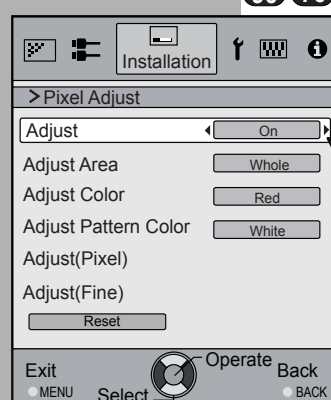 Installation
>Pixel Adjust
Adjust On
Adjust Area Whole
Adjust Color Red
Adjust Pattern Color White
Adjust(Pixel)
Adjust(Fine)
Reset
Exit Operate Back
MENU Select BACK